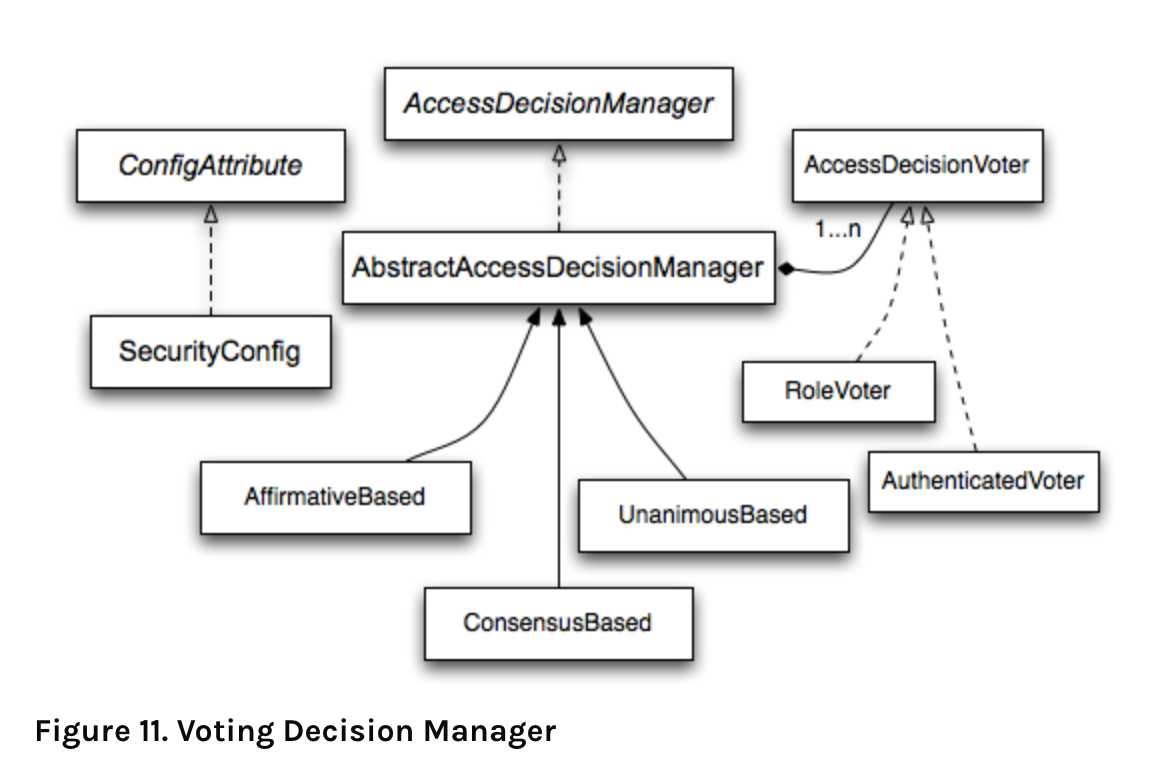 AccessDecisionManager
ConfigAttribute
AccessDecisionVoter
1...n
AbstractAccessDecisionManager
SecurityConfig
RoleVoter
AuthenticatedVoter
AffirmativeBased
UnanimousBased
ConsensusBased
Figure 11. Voting Decision Manager